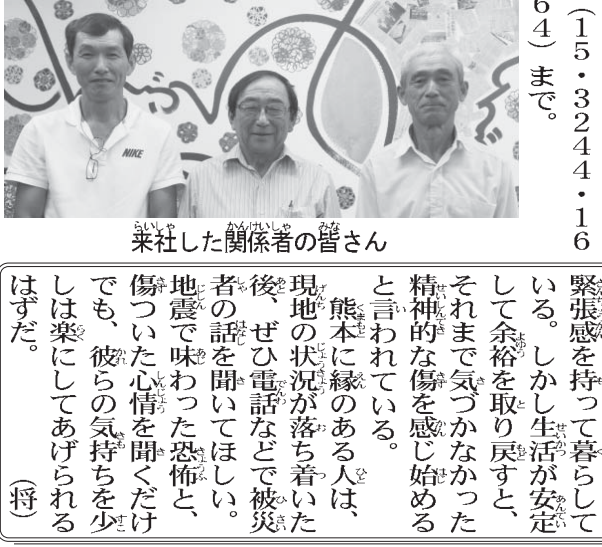 （15・3244・16
64）まで。
NIKE
来社した関係者の皆さん
緊張感を持って暮らして
いる。しかし生活が安定
して余裕を取り戻すと、
それまで気づかなかった
精神的な傷を感じ始める
と言われている。
熊本に縁のある人は、
現地の状況が落ち着いた
後、ぜひ電話などで被災
者の話を聞いてほしい。
地震で味わった恐怖と、
傷ついた心情を聞くだけ
でも、彼らの気持ちを少
しは楽にしてあげられる
はずだ。（将）